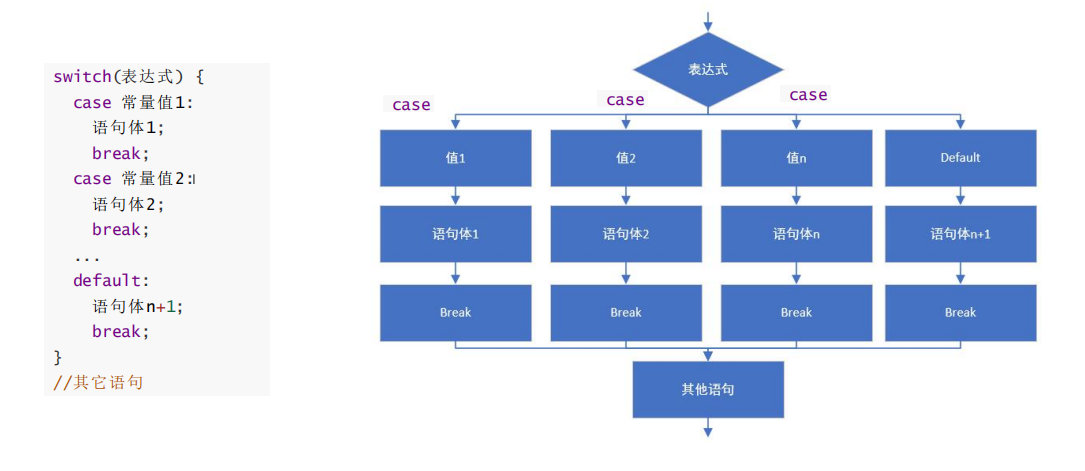 switch(表达式) {
case 常量值1:
语句体1;
break;
case 常量值2:
语句体2;
break;
...
default:
语句体n+1;
break;
}
//其它语句
表达式
case
case
case
值1
值2
值n
Default
语句体1
语句体2
语句体n
语句体n+1
Break
Break
Break
Break
其他语句